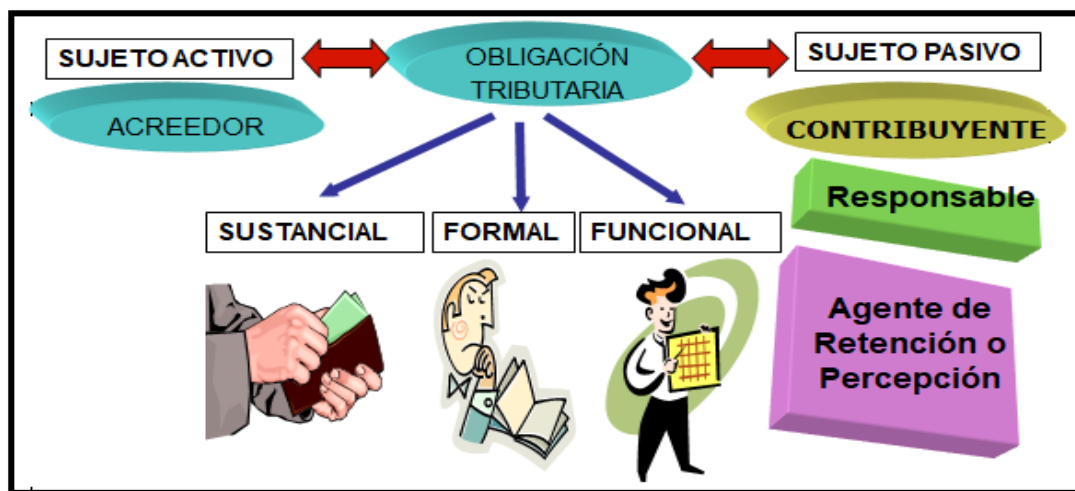 SUJETO ACTIVO
OBLIGACIÓN
TRIBUTARIA
SUJETO PASIVO
ACREEDOR
CONTRIBUYENTE
Responsable
SUSTANCIAL
FORMAL
FUNCIONAL
Agente de
Retención o
Percepción